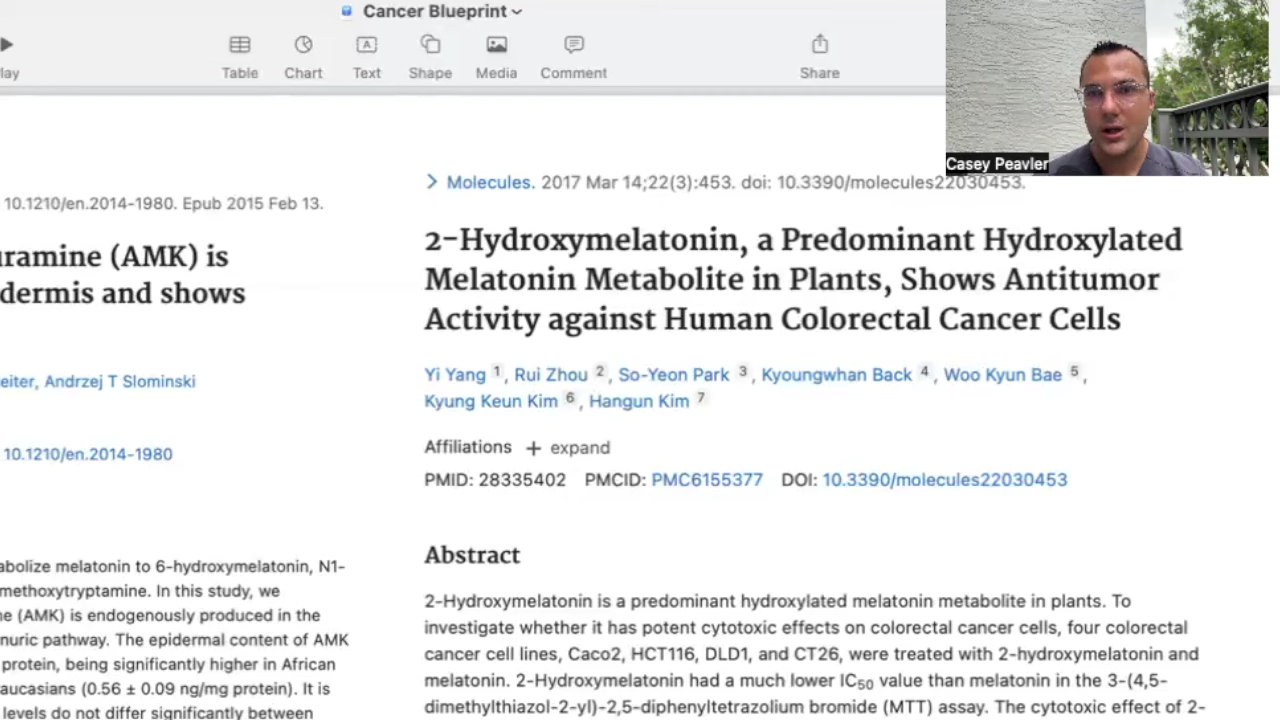 Cancer Blueprint
Table Chart Text Shape Media Comment Share
Casey Peavler
10.1210/en.2014-1980. Epub 2015 Feb 13.
(AMK) is
dermis and shows
Andrzej T Slominski
10.1210/en.2014-1980
metabolize melatonin to 6-hydroxymelatonin, N1-
methoxytryptamine. In this study, we
(AMK) is endogenously produced in the
pathway. The epidermal content of AMK
protein, being significantly higher in African
(0.56 ± 0.09 ng/mg protein). It is
levels do not differ significantly between
Molecules. 2017 Mar 14;22(3):453. doi: 10.3390/molecules22030453.
2-Hydroxymelatonin, a Predominant Hydroxylated
Melatonin Metabolite in Plants, Shows Antitumor
Activity against Human Colorectal Cancer Cells
Yi Yang 1, Rui Zhou 2, So-Yeon Park 3, Kyoungwhan Back 4, Woo Kyun Bae 5,
Kyung Keun Kim 6, Hangun Kim 7
Affiliations + expand
PMID: 28335402 PMCID: PMC6155377 DOI: 10.3390/molecules22030453
Abstract
2-Hydroxymelatonin is a predominant hydroxylated melatonin metabolite in plants. To
investigate whether it has potent cytotoxic effects on colorectal cancer cells, four colorectal
cancer cell lines, Caco2, HCT116, DLD1, and CT26, were treated with 2-hydroxymelatonin and
melatonin. 2-Hydroxymelatonin had a much lower IC50 value than melatonin in the 3-(4,5-
dimethylthiazol-2-yl)-2,5-diphenyltetrazolium bromide (MTT) assay. The cytotoxic effect of 2-